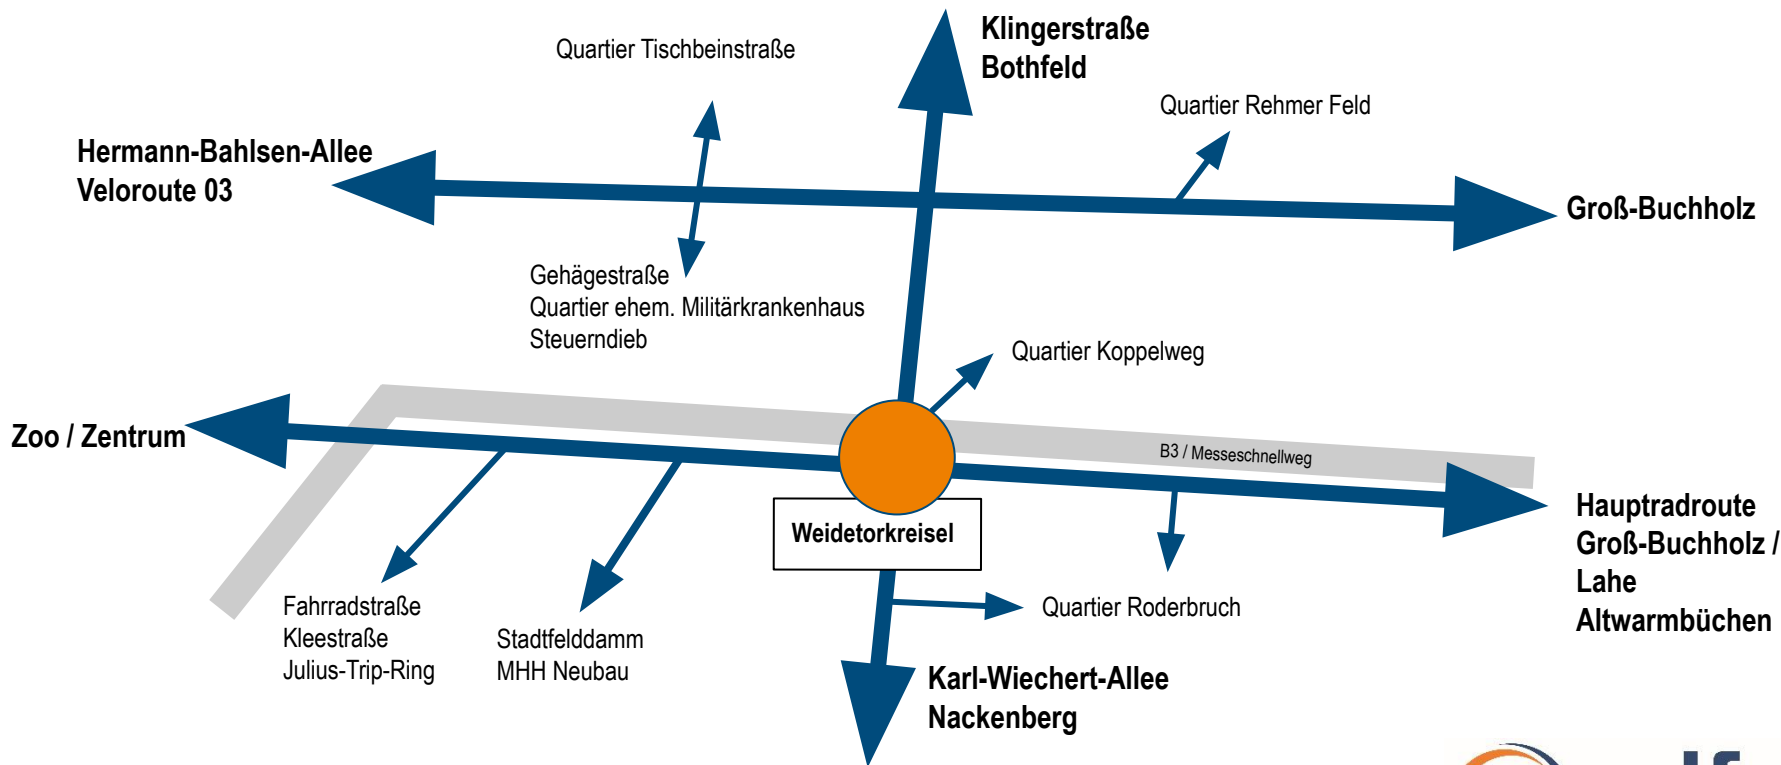 Klingerstraße
Bothfeld
Quartier Tischbeinstraße
Quartier Rehmer Feld
Hermann-Bahlsen-Allee
Veloroute 03
Groß-Buchholz
Gehägestraße
Quartier ehem. Militärkrankenhaus
Steuerndieb
Quartier Koppelweg
Zoo / Zentrum
B3 / Messeschnellweg
Weidetorkreisel
Hauptradroute
Groß-Buchholz /
Lahe
Altwarmbüchen
Fahrradstraße
Kleestraße
Julius-Trip-Ring
Stadtfelddamm
MHH Neubau
Quartier Roderbruch
Karl-Wiechert-Allee
Nackenberg